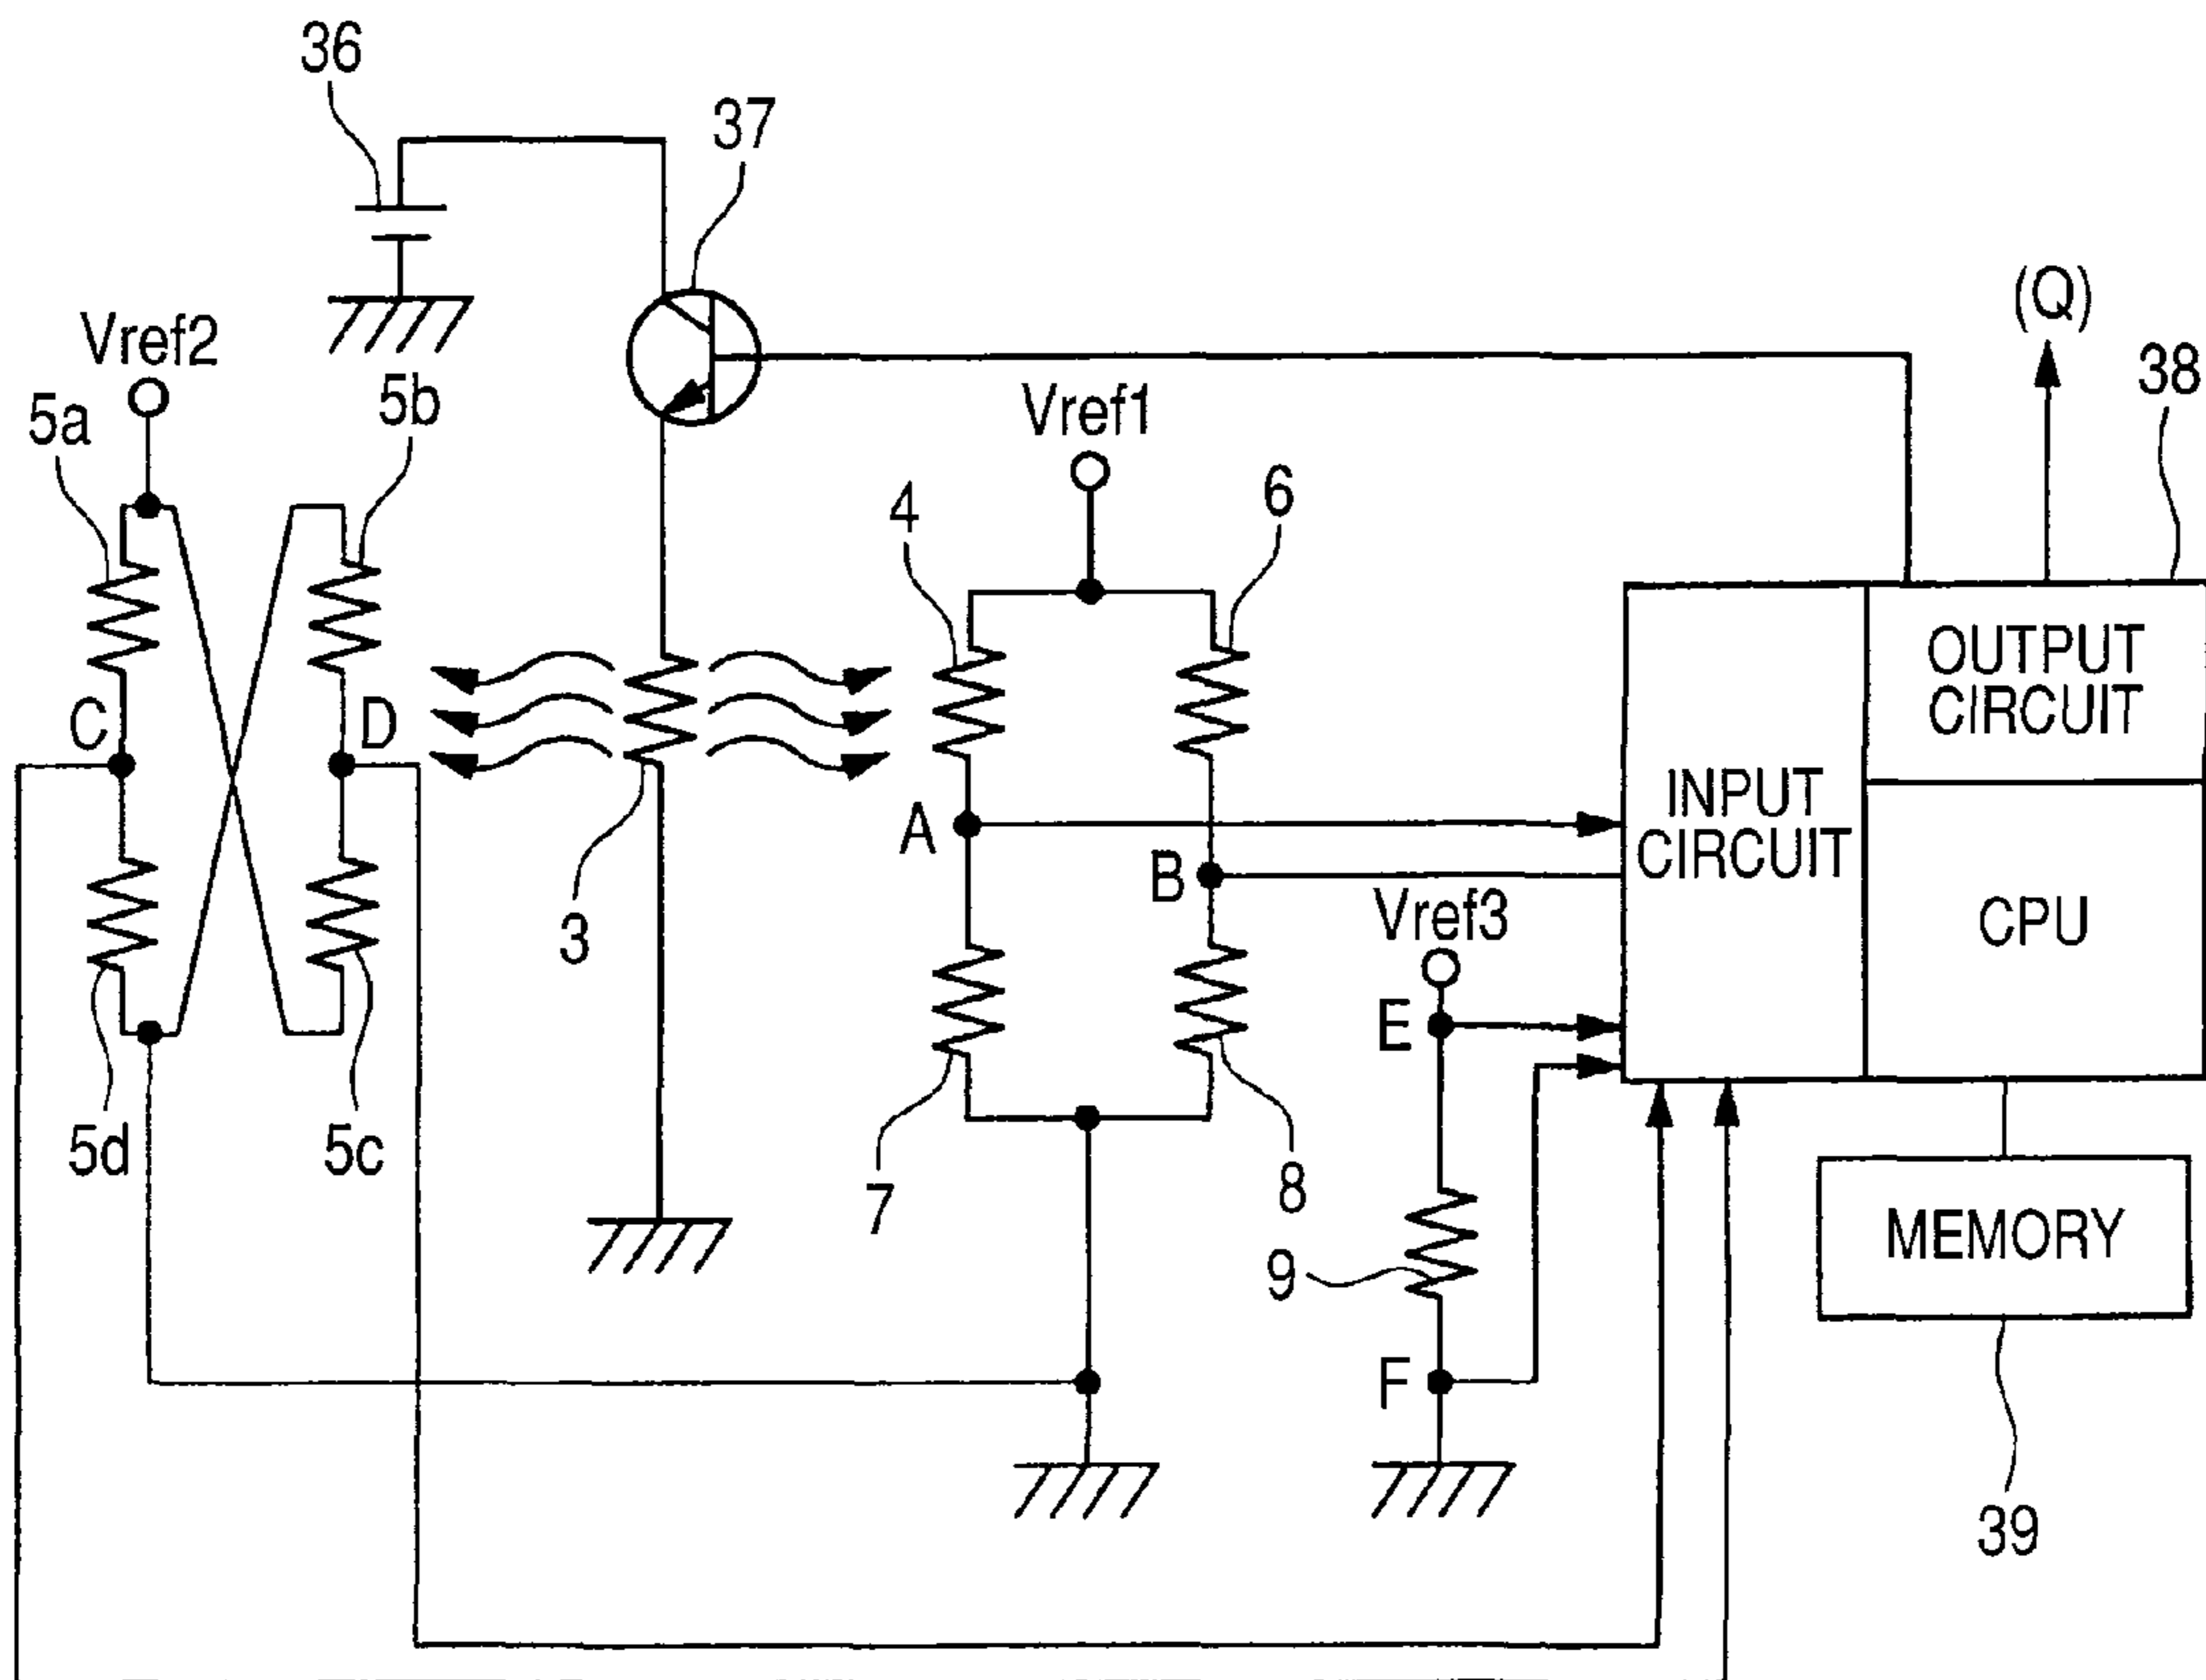 36
37
(Q)
Vref2
38
5a
5b
Vref1
4
6
OUTPUT
CIRCUIT
C
D
INPUT
CIRCUIT
A
B
3
Vref3
CPU
E
5d
5c
7
8
9
MEMORY
F
39